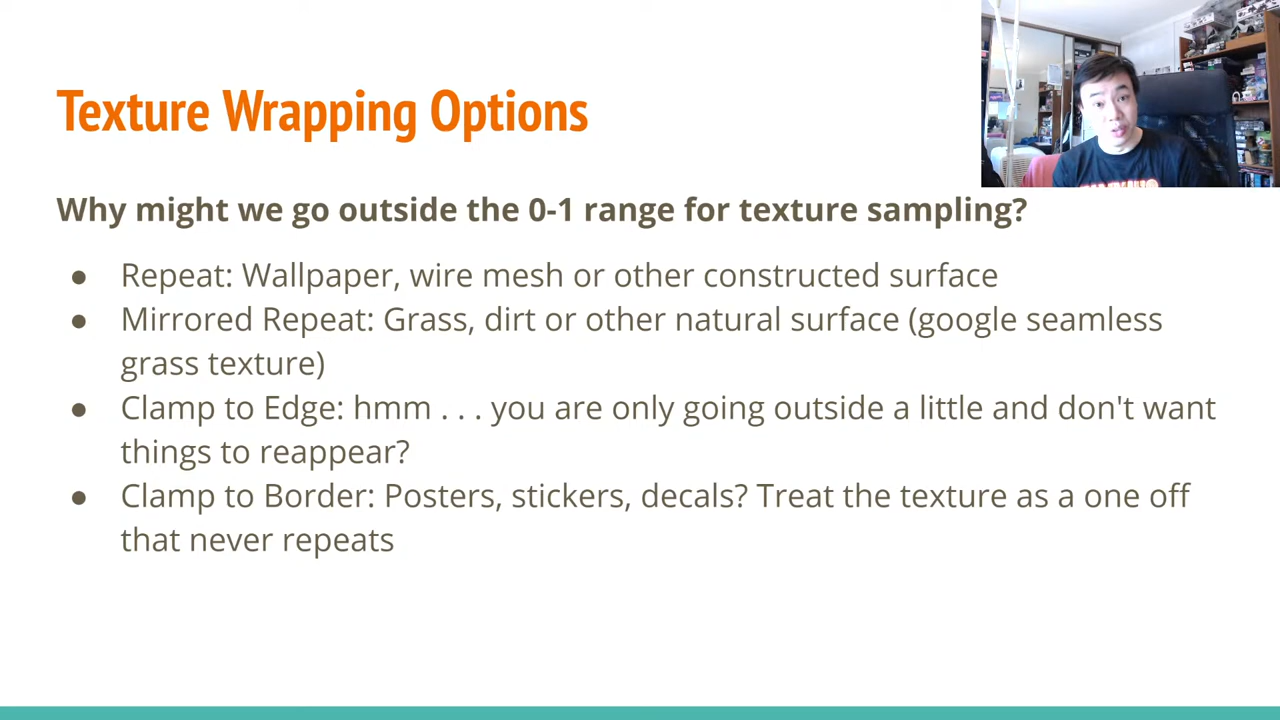 Texture Wrapping Options
Why might we go outside the 0-1 range for texture sampling?
● Repeat: Wallpaper, wire mesh or other constructed surface
● Mirrored Repeat: Grass, dirt or other natural surface (google seamless
grass texture)
● Clamp to Edge: hmm . . . you are only going outside a little and don't want
things to reappear?
● Clamp to Border: Posters, stickers, decals? Treat the texture as a one off
that never repeats